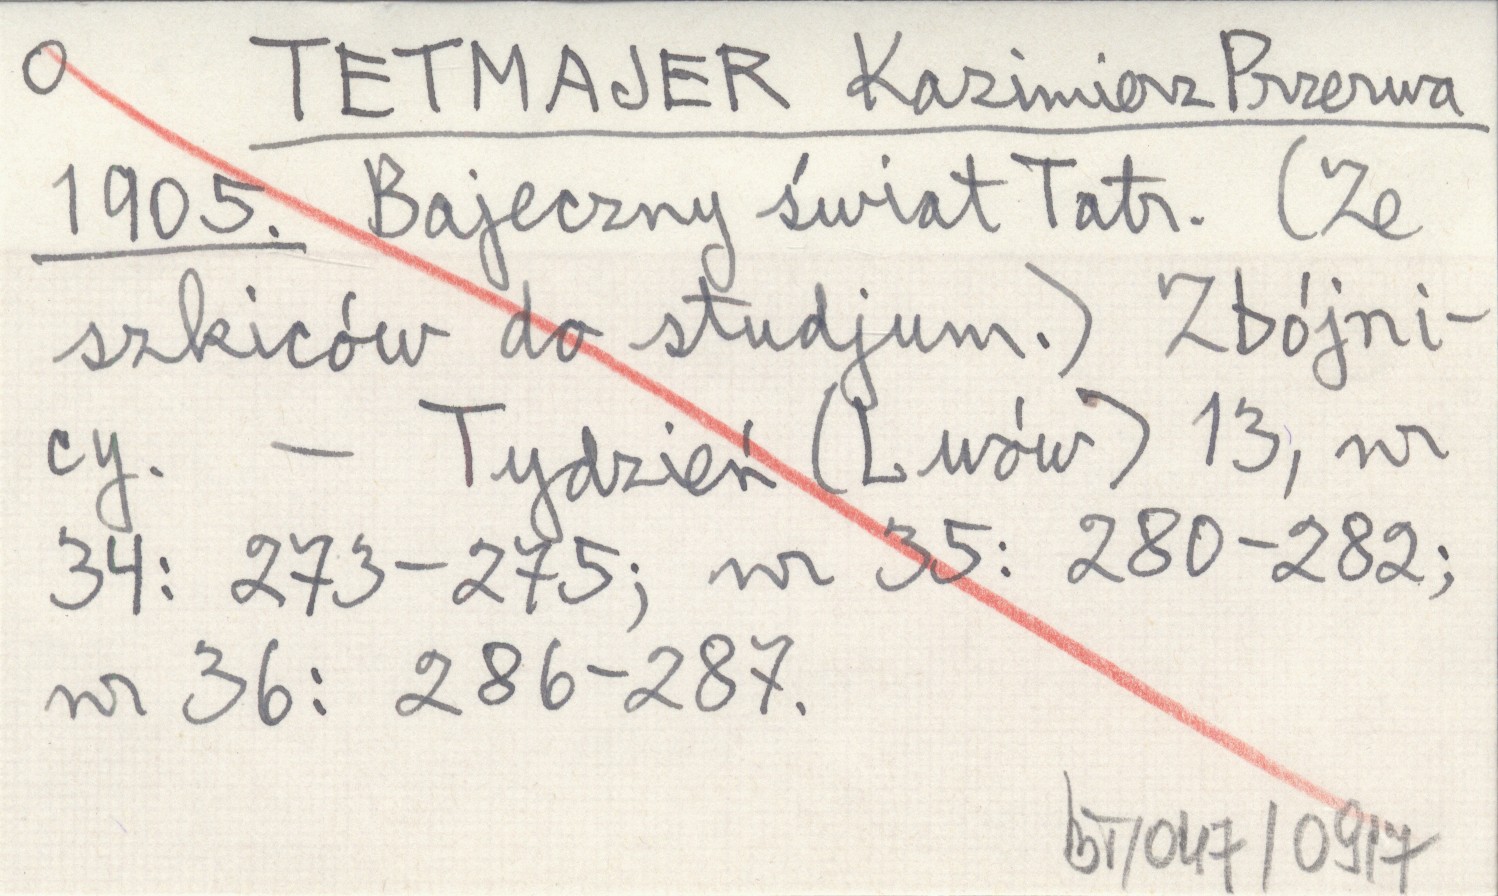 O TETMAJER Kazimierz Przerwa
1905. Bajeczny świat Tatr. (Ze
szkiców do studjum.) Zbójni-
cy. — Tydzień (Lwów) 13, nr
34: 273-275; nr 35: 280-282;
nr 36: 286-287.
BT/047/0917